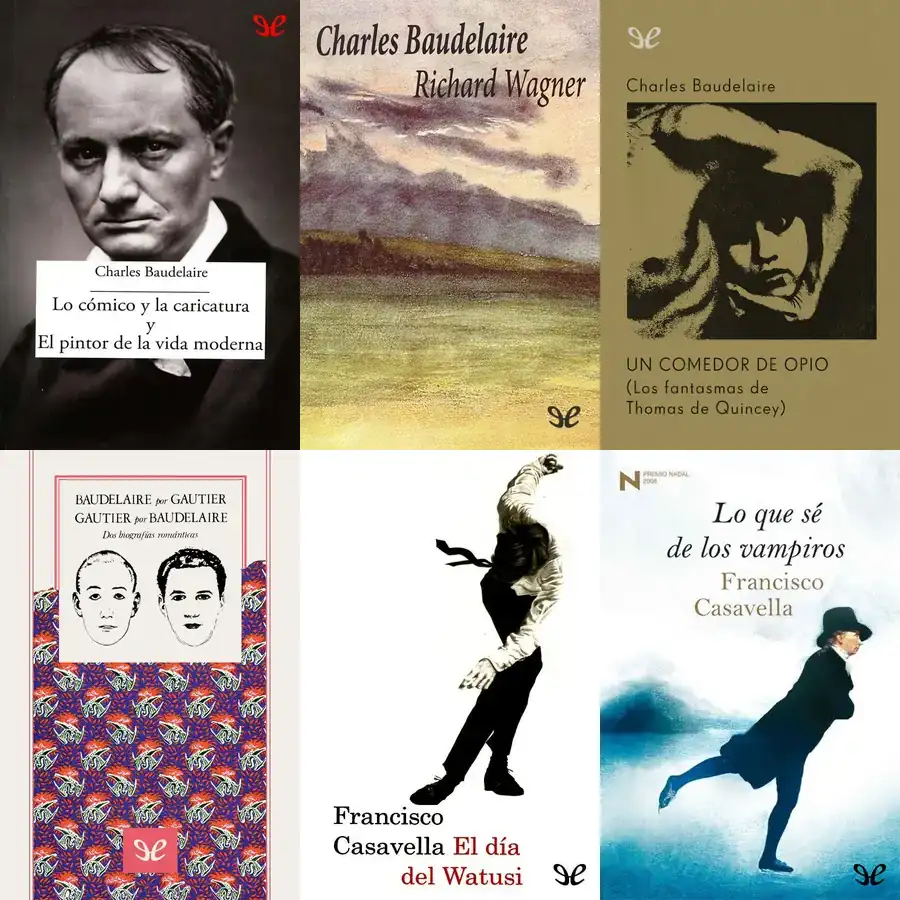 Charles Baudelaire
Lo cómico y la caricatura
y
El pintor de la vida moderna
Charles Baudelaire
Richard Wagner
Charles Baudelaire
UN COMEDOR DE OPIO
(Los fantasmas de
Thomas de Quincey)
BAUDELAIRE por GAUTIER
GAUTIER por BAUDELAIRE
Dos biografías románticas
Francisco
Casavella El día
del Watusi
N PREMIO NADAL
2008
Lo que sé
de los vampiros
Francisco
Casavella